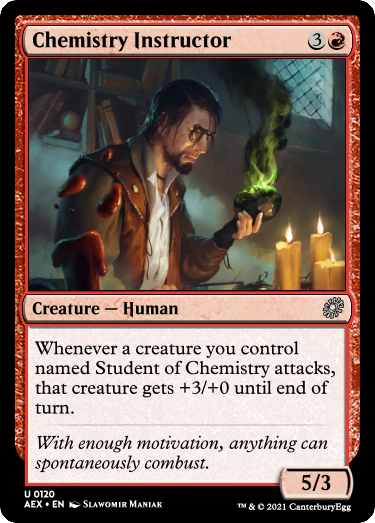 Chemistry Instructor 3
Creature — Human
Whenever a creature you control
named Student of Chemistry attacks,
that creature gets +3/+0 until end of
turn.
With enough motivation, anything can
spontaneously combust.
5/3
U 0120
AEX • EN Slawomir Maniak
™ & © 2021 CanterburyEgg